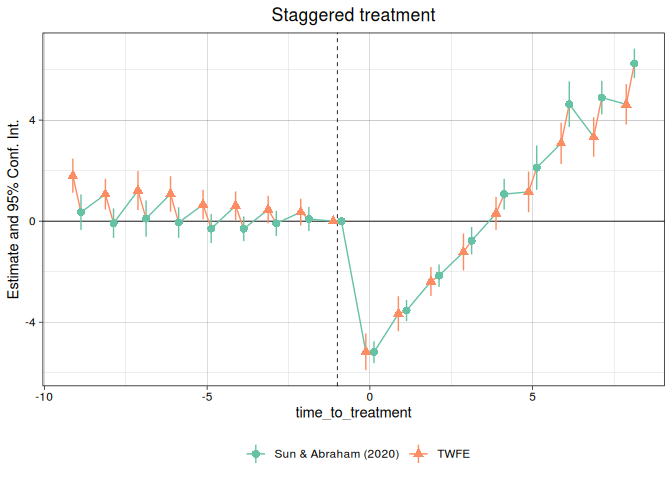 Staggered treatment
Estimate and 95% Conf. Int.
4
0
-4
-10
-5
0
5
time_to_treatment
Sun & Abraham (2020)
TWFE